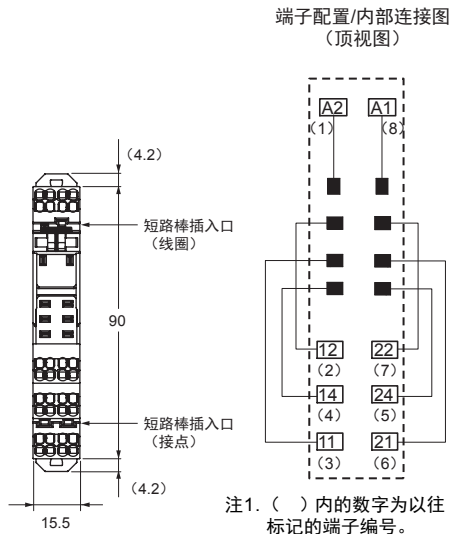 端子配置/内部连接图
（顶视图）
A2 A1
（1） （8）
（4.2）
短路棒插入口
（线圈）
90
12 22
（2） （7）
14 24
（4） （5）
短路棒插入口
（接点）
11 21
（3） （6）
（4.2）
15.5
注1.（ ）内的数字为以往
标记的端子编号。